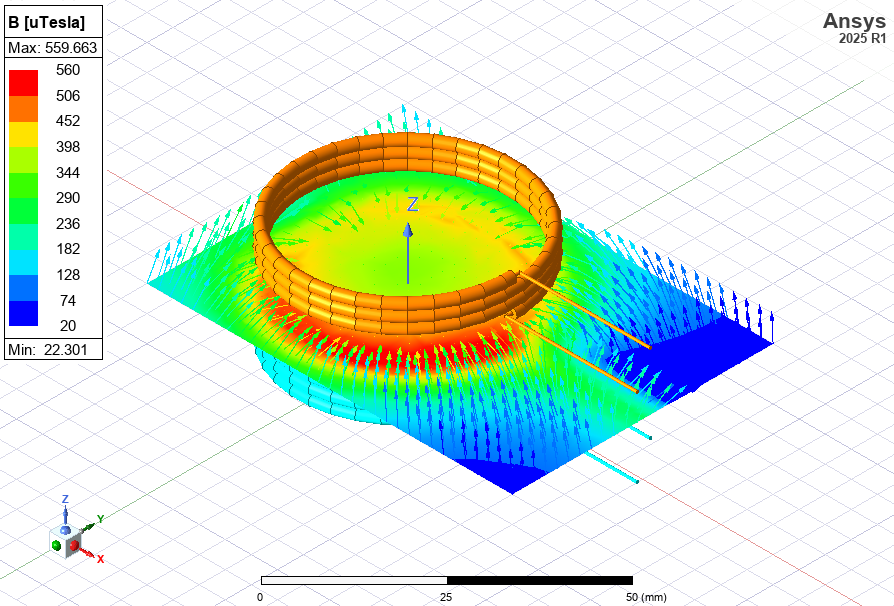 B [uTesla]
Max: 559.663
560
506
452
398
344
290
236
182
128
74
20
Min: 22.301
Ansys
2025 R1
Z
Z
Y
X
0
25
50 (mm)